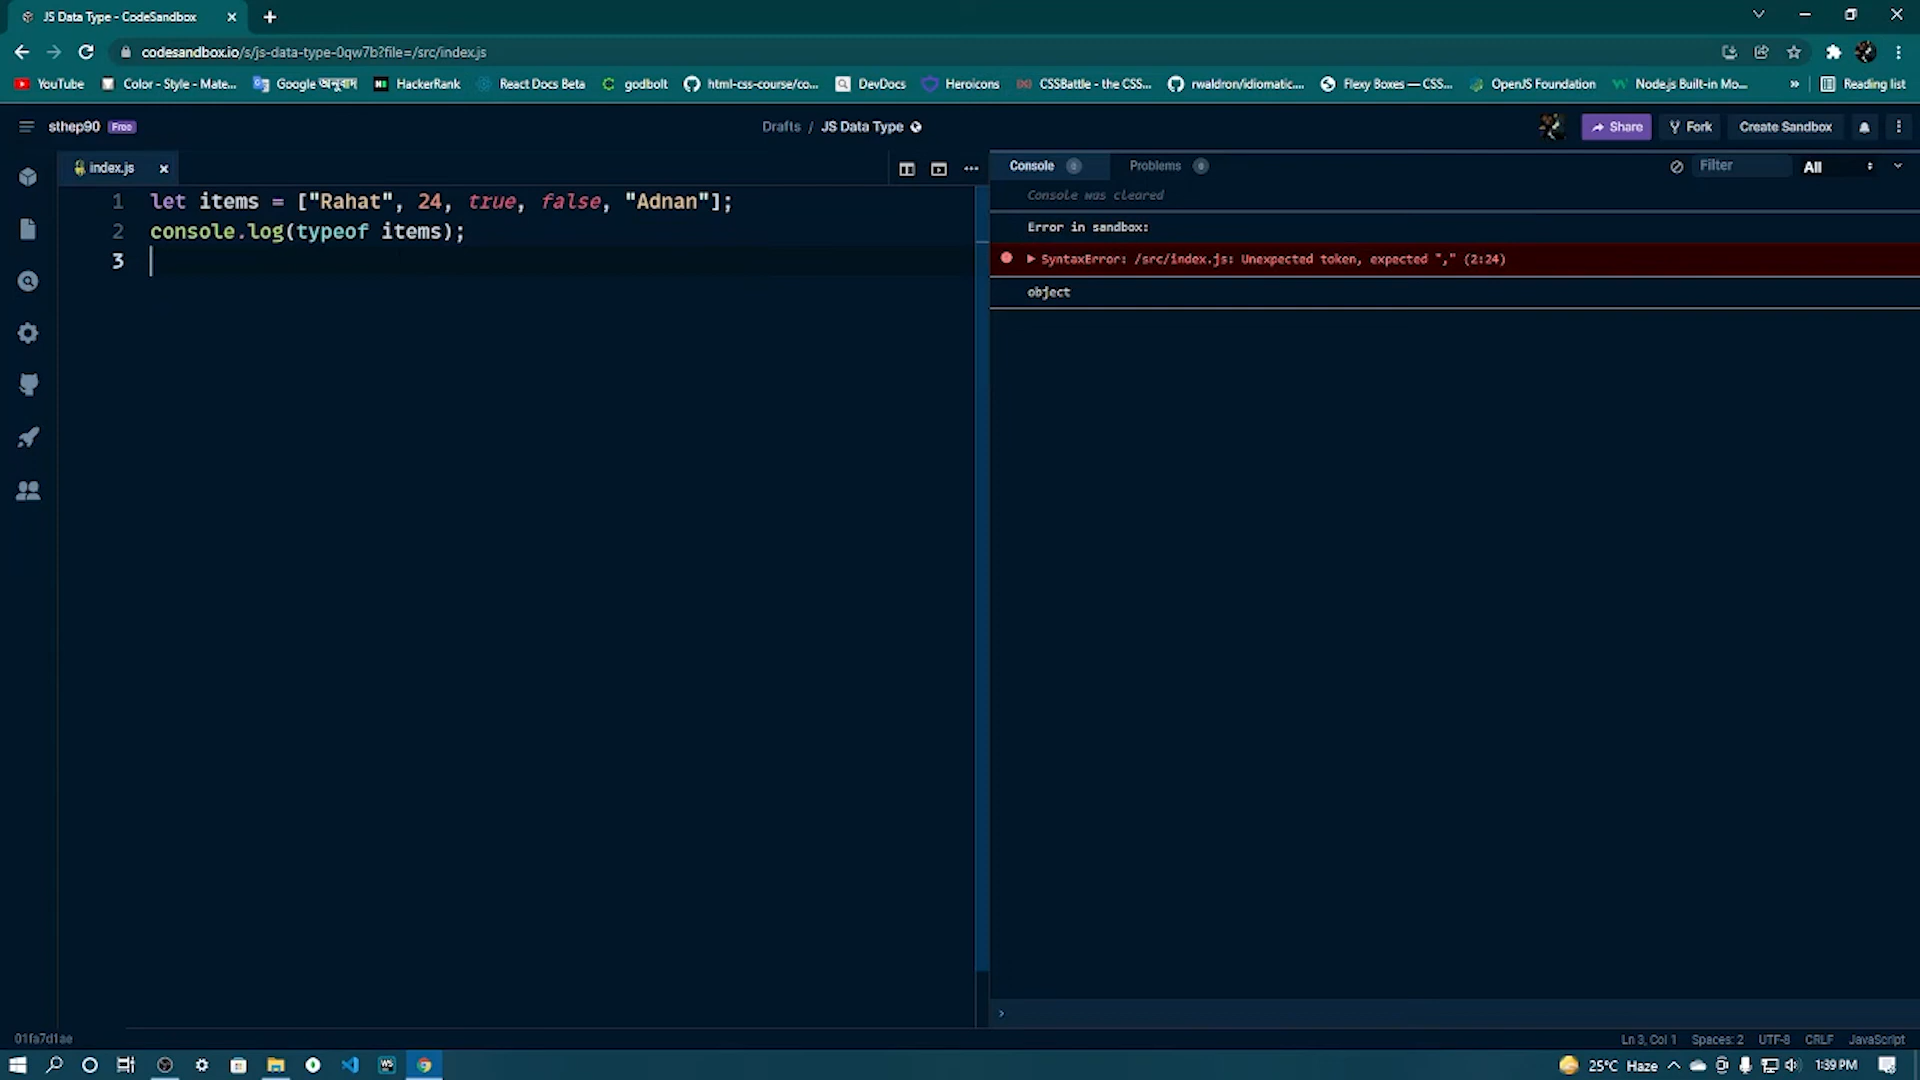 JS Data Type - CodeSandbox
codesandbox.io/s/js-data-type-0qw7b?file=/src/index.js
YouTube Color - Style - Mate... Google অনুবাদ HackerRank React Docs Beta godbolt html-css-course/co... DevDocs Heroicons CSSBattle - the CSS... rwaldron/idiomatic.... Flexy Boxes — CSS... OpenJS Foundation Node.js Built-in Mo... » Reading list
sthep90 Free Drafts / JS Data Type Share Fork Create Sandbox
index.js Console 0 Problems 0 Filter All
Console was cleared
1 let items = ["Rahat", 24, true, false, "Adnan"];
2 console.log(typeof items);
3
Error in sandbox:
SyntaxError: /src/index.js: Unexpected token, expected "," (2:24)
object
01fa7d1ae Ln 3, Col 1 Spaces: 2 UTF-8 CRLF JavaScript
25°C Haze 1:39 PM